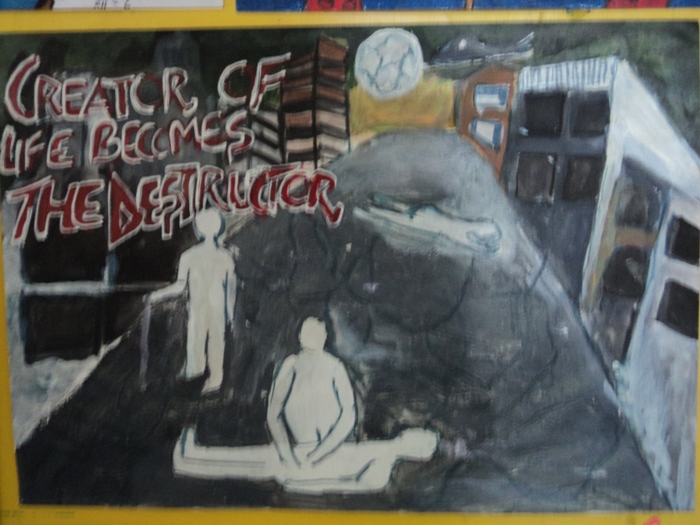 CREATOR OF
LIFE BECOMES
THE DESTRUCTOR